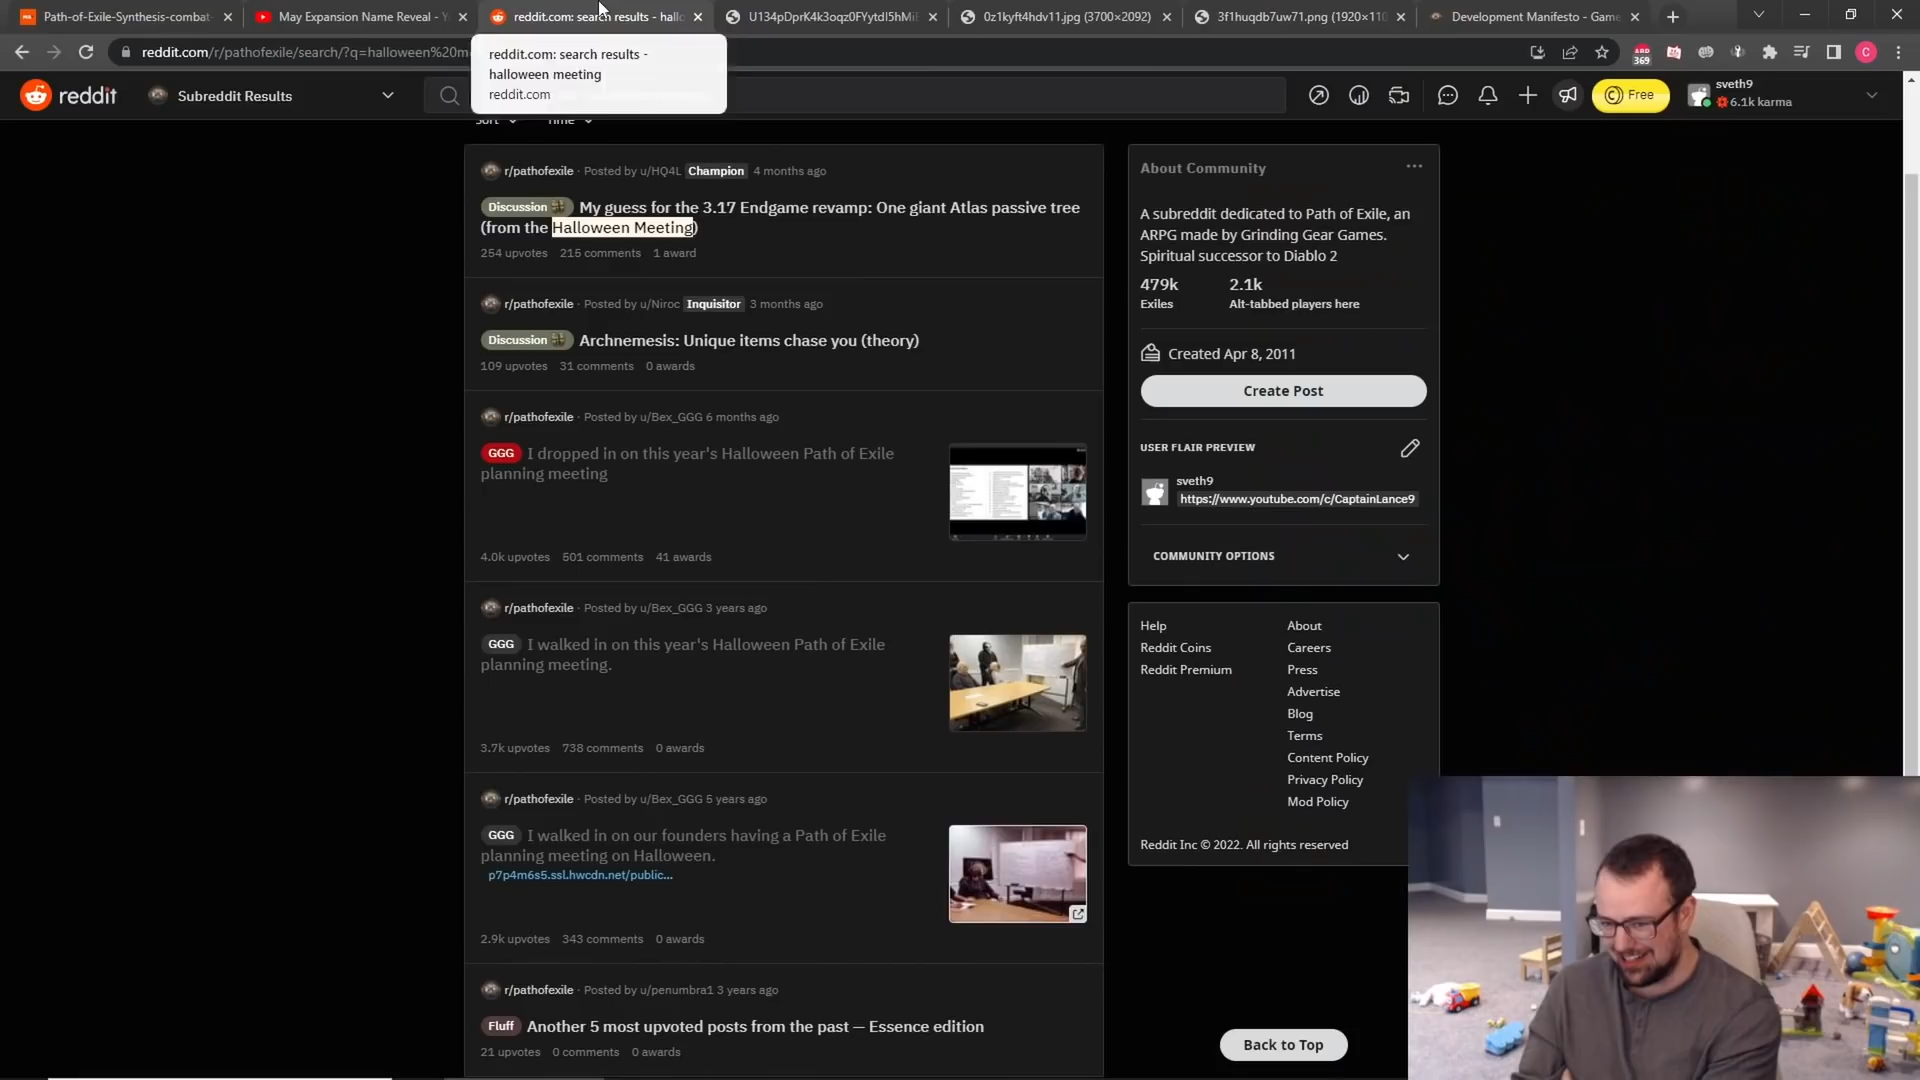 Path-of-Exile-Synthesis-combat
May Expansion Name Reveal - Y
reddit.com: search results - hallo
U134pDprK4k3oqz0FYytdI5hMiE
0z1kyft4hdv11.jpg (3700×2092)
3f1huqdb7uw71.png (1920×110
Development Manifesto - Game
reddit.com/r/pathofexile/search/?q=halloween%20m
ABP
369
C
reddit.com: search results -
halloween meeting
reddit.com
reddit
Subreddit Results
Free
sveth9
6.1k karma
Sort
Time
r/pathofexile · Posted by u/HQ4L Champion 4 months ago
Discussion My guess for the 3.17 Endgame revamp: One giant Atlas passive tree
(from the Halloween Meeting)
254 upvotes 215 comments 1 award
r/pathofexile · Posted by u/Niroc Inquisitor 3 months ago
Discussion Archnemesis: Unique items chase you (theory)
109 upvotes 31 comments 0 awards
r/pathofexile · Posted by u/Bex_GGG 6 months ago
GGG I dropped in on this year's Halloween Path of Exile
planning meeting
4.0k upvotes 501 comments 41 awards
r/pathofexile · Posted by u/Bex_GGG 3 years ago
GGG I walked in on this year's Halloween Path of Exile
planning meeting.
3.7k upvotes 738 comments 0 awards
r/pathofexile · Posted by u/Bex_GGG 5 years ago
GGG I walked in on our founders having a Path of Exile
planning meeting on Halloween.
p7p4m6s5.ssl.hwcdn.net/public...
2.9k upvotes 343 comments 0 awards
r/pathofexile · Posted by u/penumbra1 3 years ago
Fluff Another 5 most upvoted posts from the past — Essence edition
21 upvotes 0 comments 0 awards
About Community
A subreddit dedicated to Path of Exile, an
ARPG made by Grinding Gear Games.
Spiritual successor to Diablo 2
479k 2.1k
Exiles Alt-tabbed players here
Created Apr 8, 2011
Create Post
USER FLAIR PREVIEW
sveth9
https://www.youtube.com/c/CaptainLance9
COMMUNITY OPTIONS
Help About
Reddit Coins Careers
Reddit Premium Press
Advertise
Blog
Terms
Content Policy
Privacy Policy
Mod Policy
Reddit Inc © 2022. All rights reserved
Back to Top